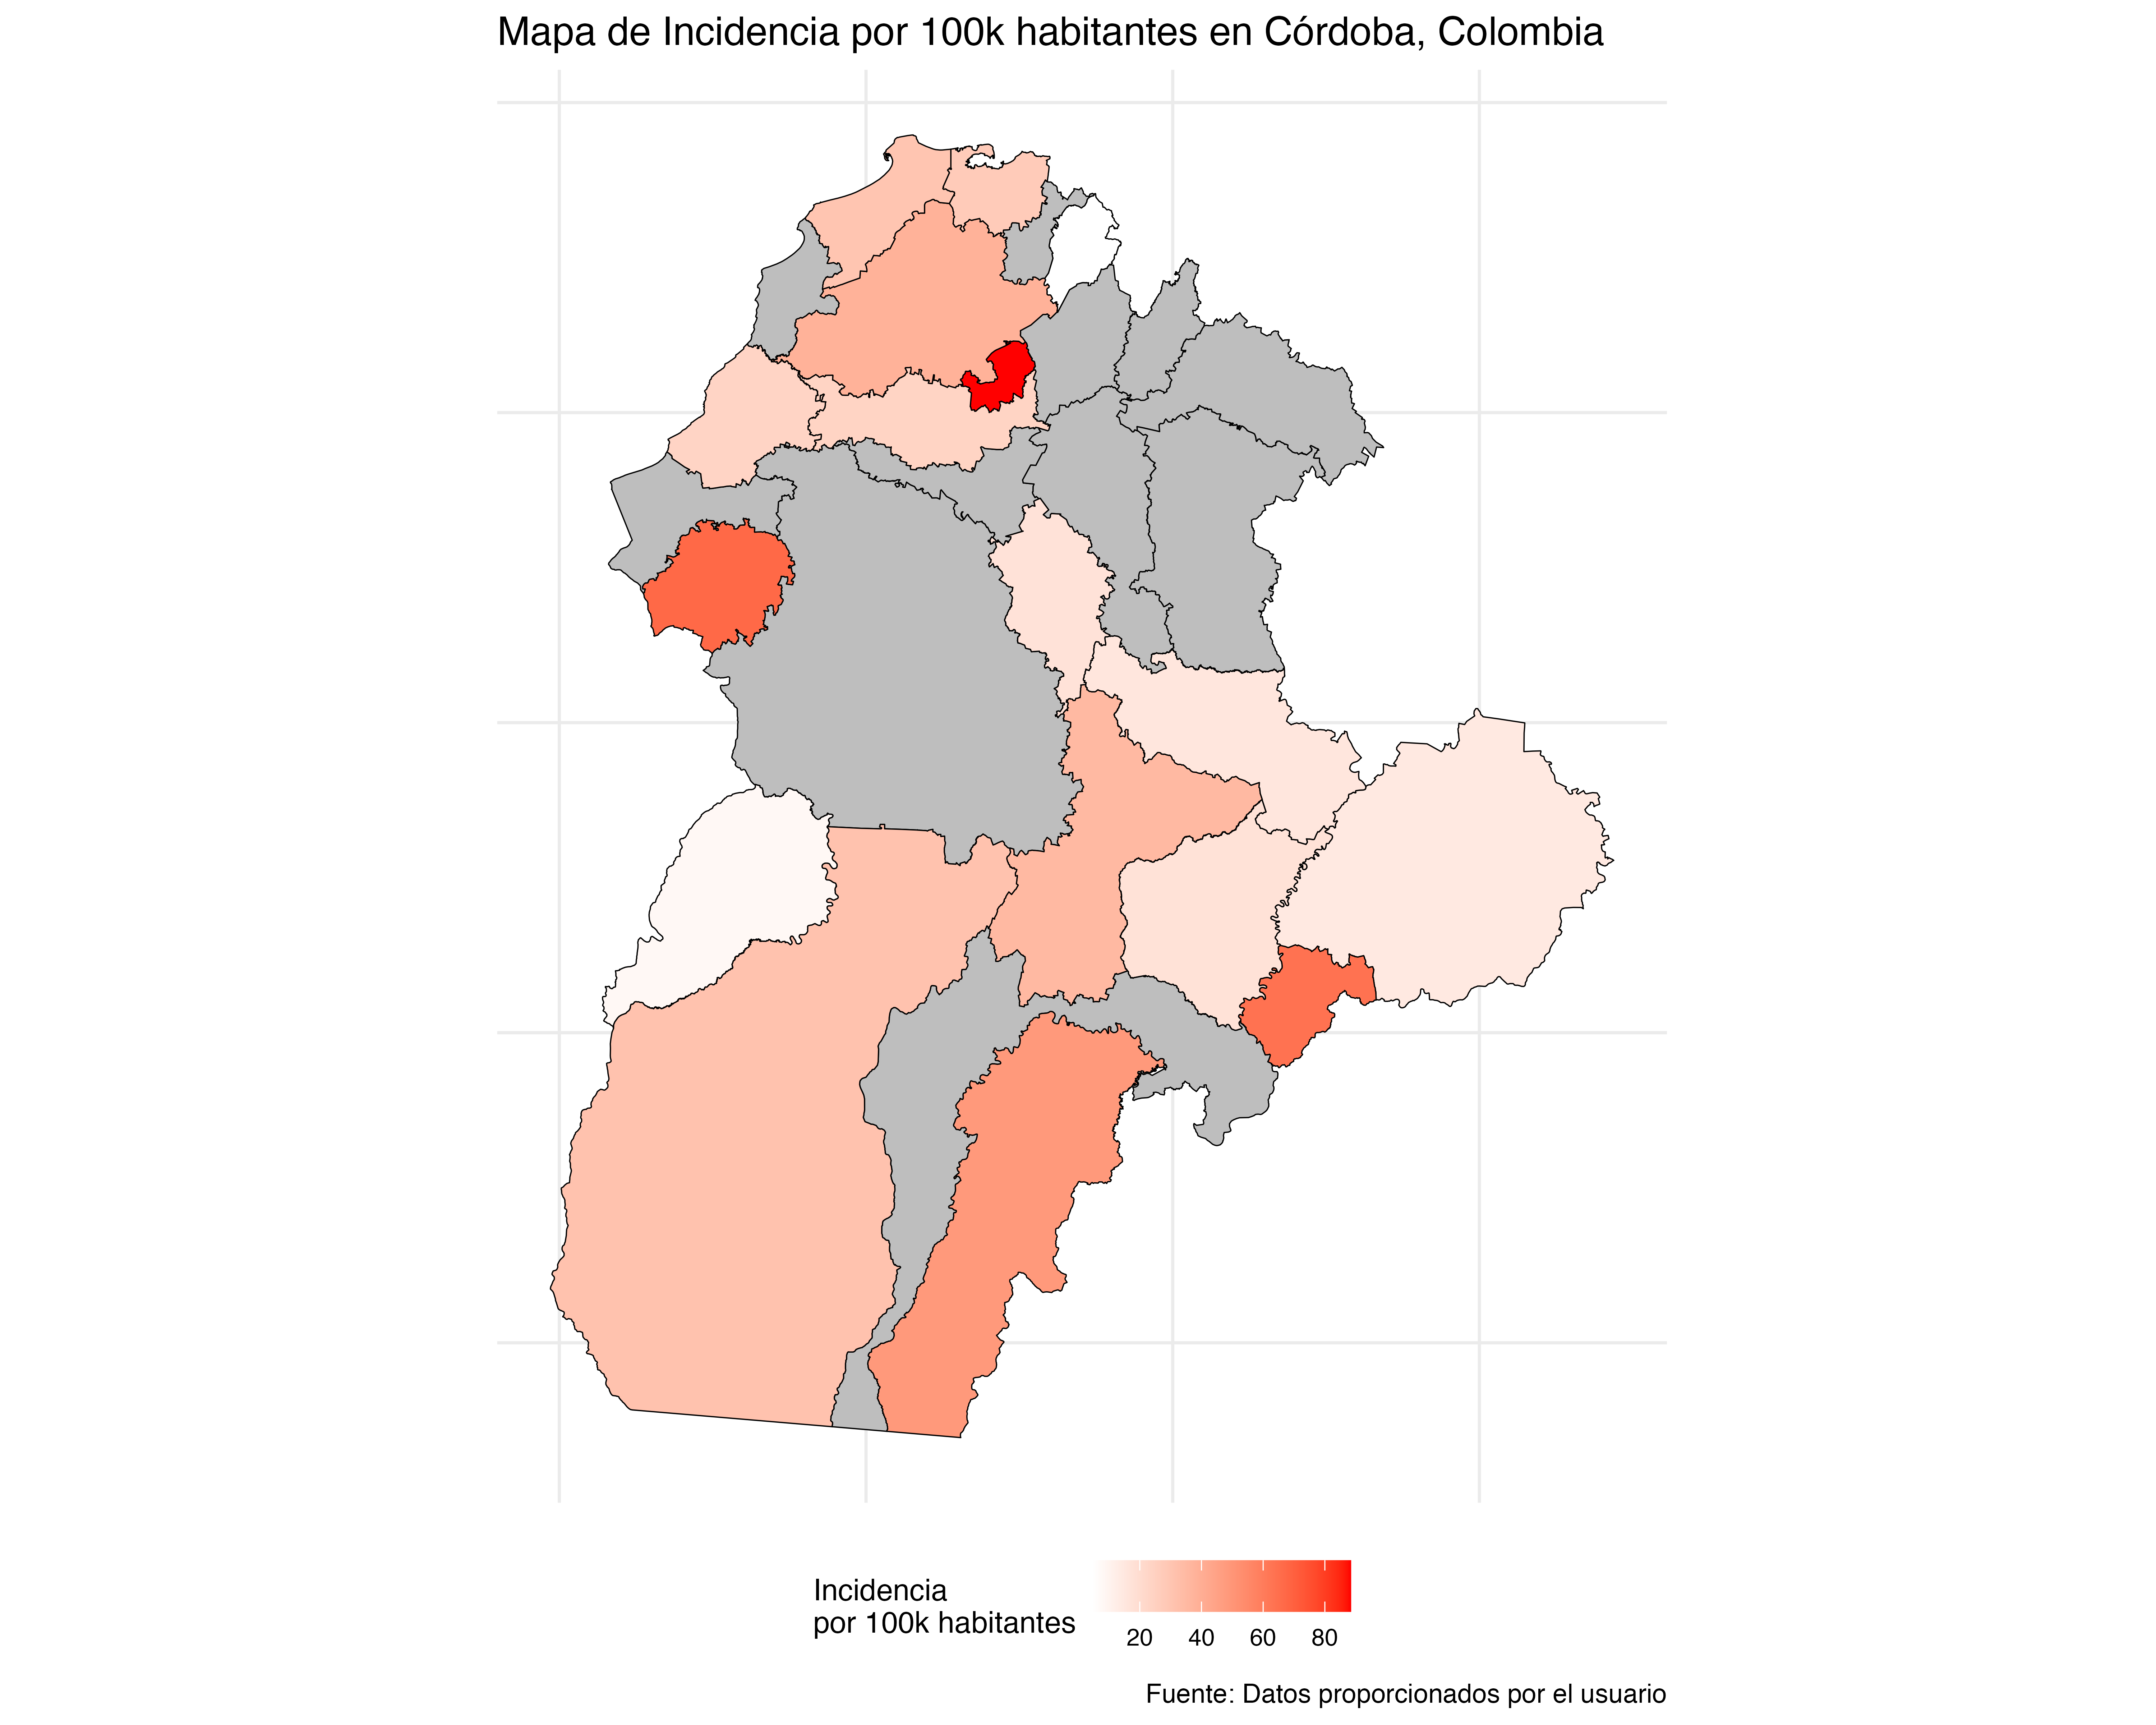 Mapa de Incidencia por 100k habitantes en Córdoba, Colombia
Incidencia
por 100k habitantes
20 40 60 80
Fuente: Datos proporcionados por el usuario